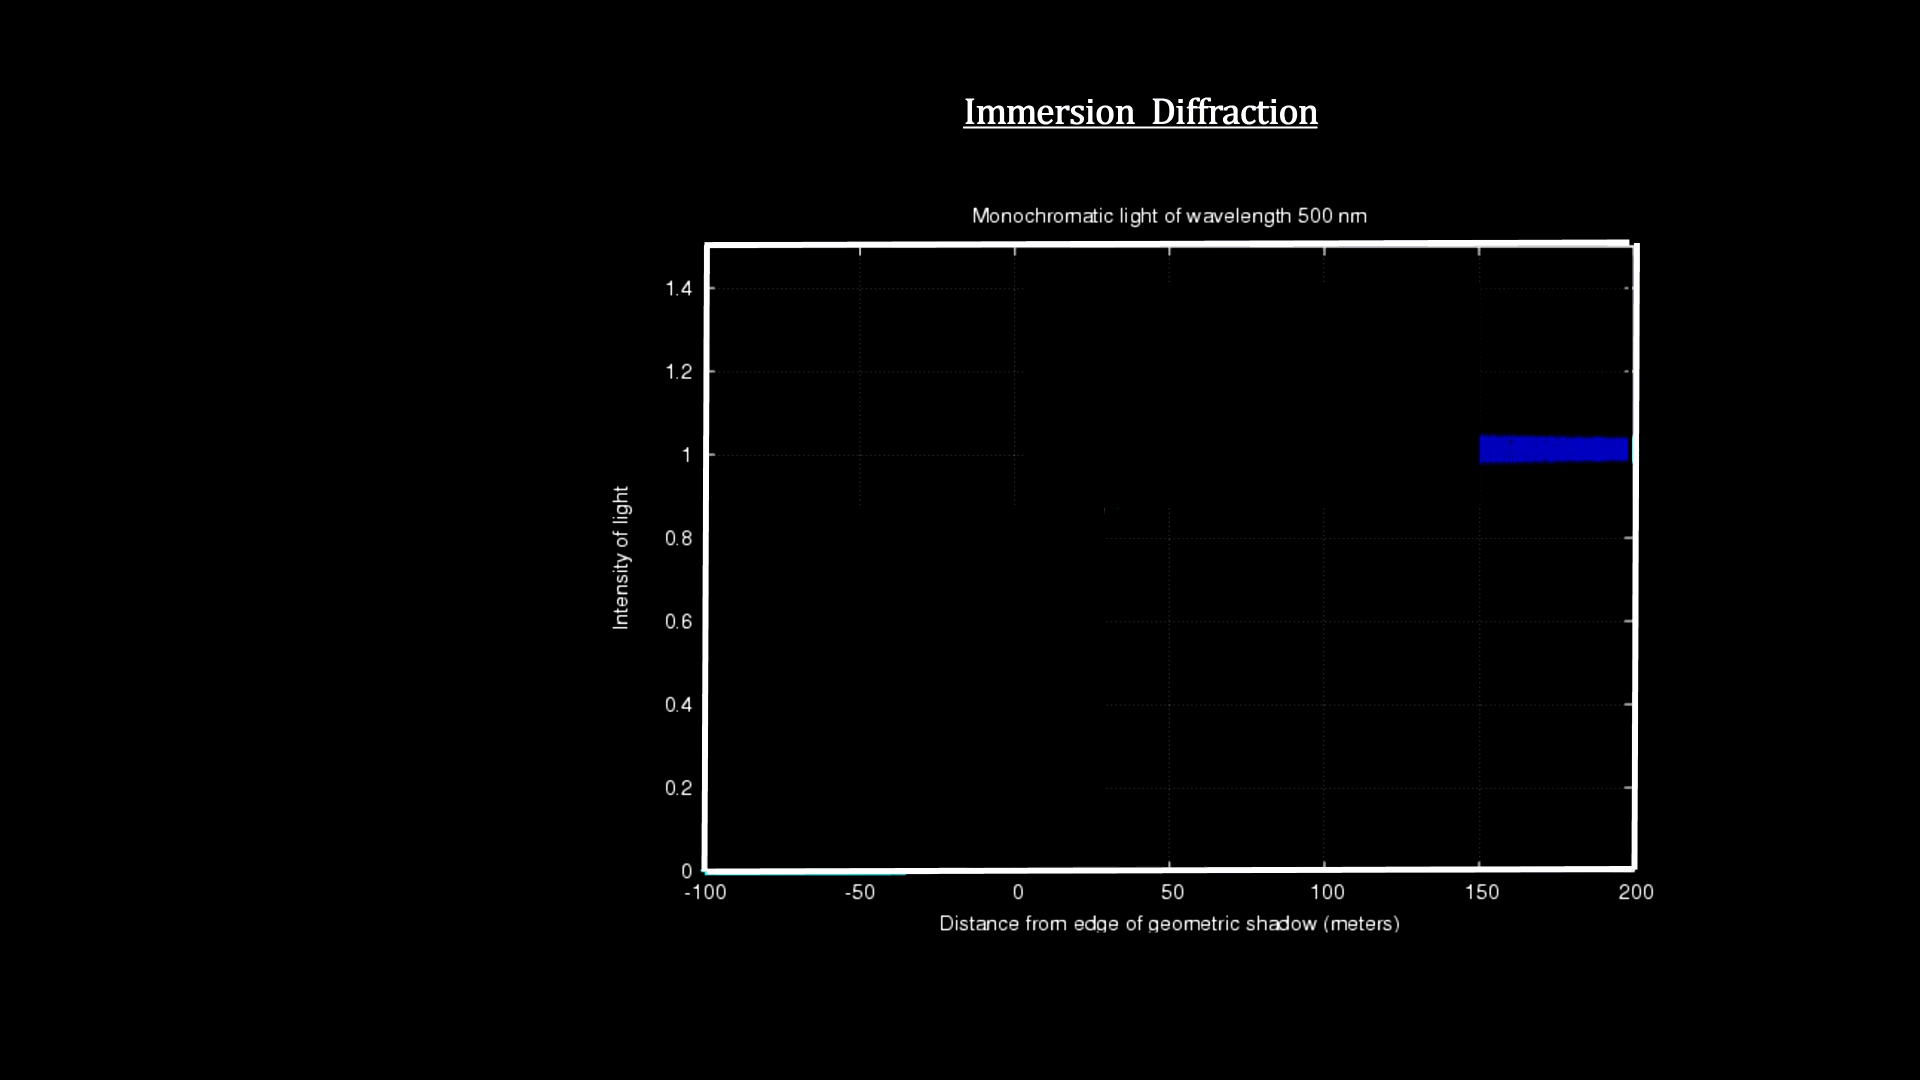 Immersion Diffraction
Monochromatic light of wavelength 500 nm
1.4
1.2
1
0.8
0.6
0.4
0.2
0
Intensity of light
-100 -50 0 50 100 150 200
Distance from edge of geometric shadow (meters)